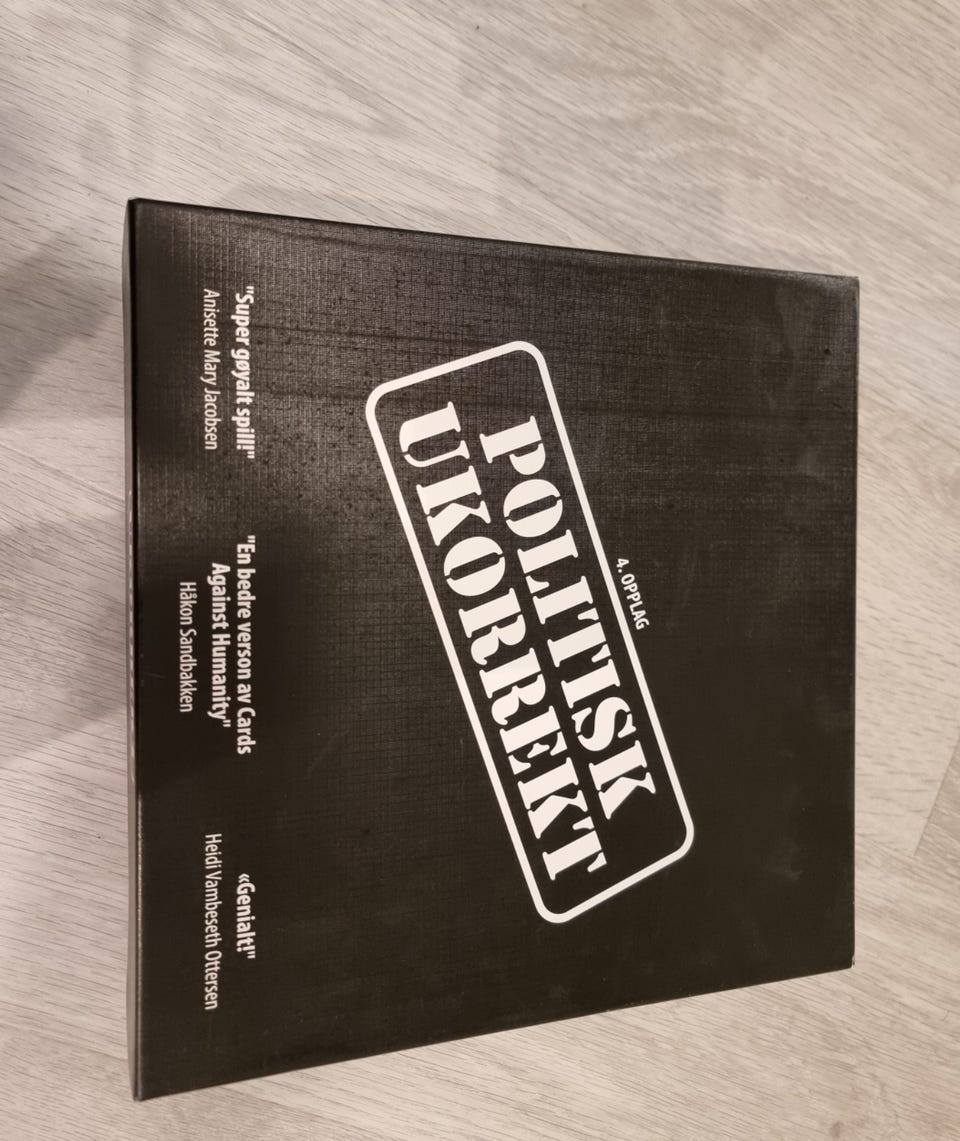 4. OPPLAG
POLITISK
UKORREKT
"Super gøyalt spill!"
Anisette Mary Jacobsen
"En bedre verson av Cards
Against Humanity"
Håkon Sandbakken
«Genialt!"
Heidi Vambeseth Ottersen